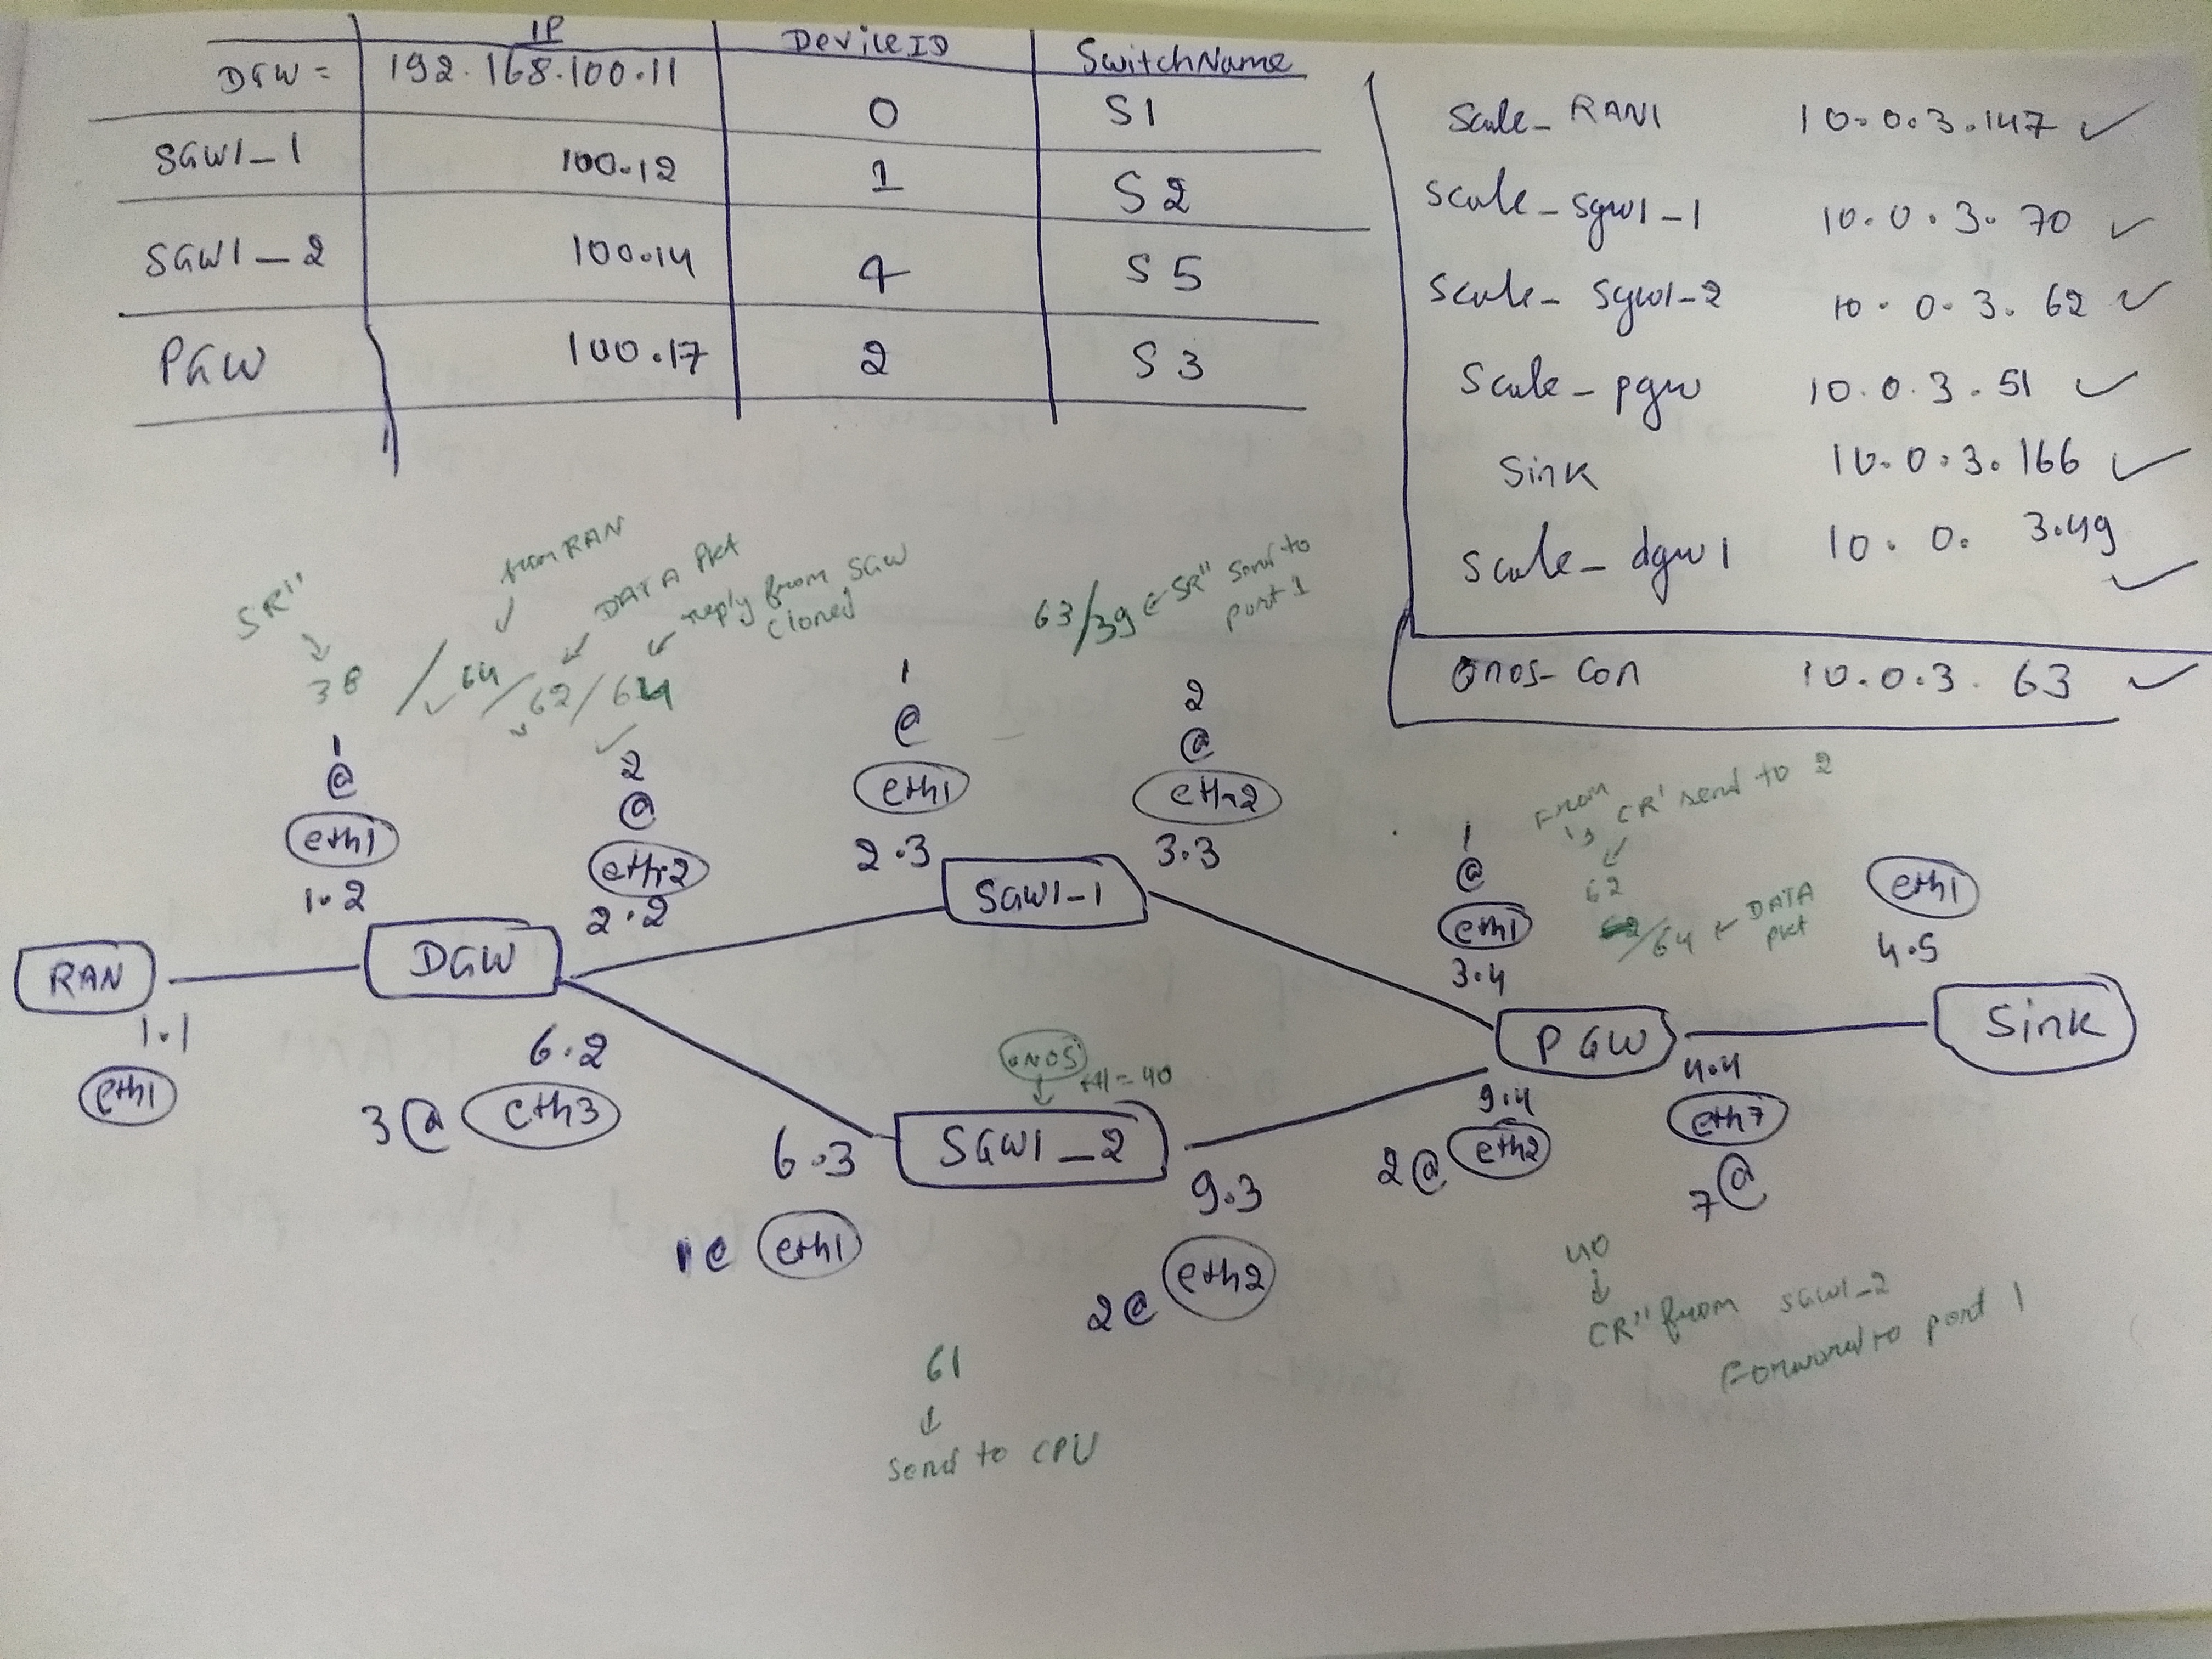 IP DeviceID SwitchName
DGW = 192.168.100.11 0 S1
SGW1_1 100.12 1 S2
SGW1_2 100.14 4 S5
PGW 100.17 2 S3
Scale_RAN1 10.0.3.147 ✓
Scale_sgw1_1 10.0.3.70 ✓
Scale_sgw1_2 10.0.3.62 ✓
Scale_pgw 10.0.3.51 ✓
Sink 10.0.3.166 ✓
Scale_dgw1 10.0.3.49 ✓
onos_con 10.0.3.63 ✓
from RAN
SR"
DATA Pkt
reply from SGW
cloned
38 / 64 / 62 / 64
63/39 ← SR" send to
port 1
1
@
eth1
1.2
2
@
eth2
2.2
1
@
eth1
2.3
2
@
eth2
3.3
From
1, CR' send to 2
1
@
eth1
3.4
62
/64 ← DATA
pkt
eth1
4.5
RAN
DGW
SGW1-1
PGW
Sink
1.1
eth1
6.2
3 @ eth3
onos
ttl=40
SGW1_2
6.3
1@ eth1
9.3
2@ eth2
9.4
2@ eth2
4.4
eth7
7@
61
↓
Send to CPU
40
↓
CR" from SGW1_2
Forward to port 1